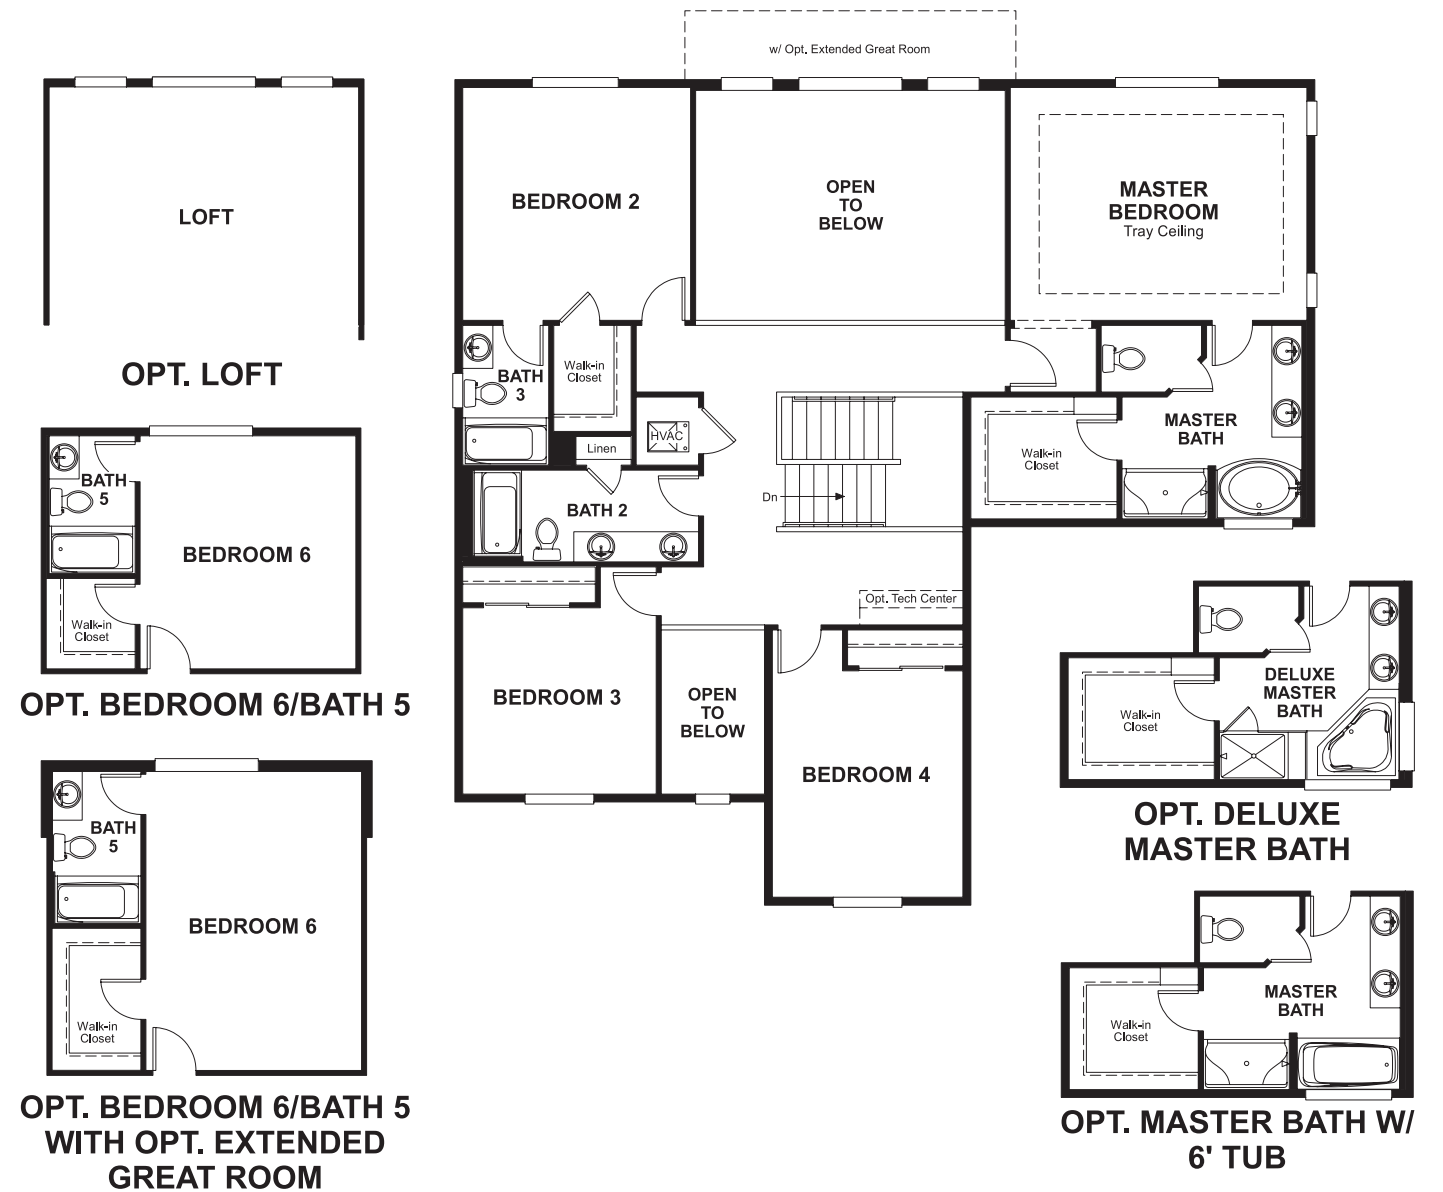 w/ Opt. Extended Great Room
LOFT
OPT. LOFT
BEDROOM 2
OPEN
TO
BELOW
MASTER
BEDROOM
Tray Ceiling
BATH
3
Walk-in
Closet
HVAC
Linen
BATH 2
Dn
Walk-in
Closet
MASTER
BATH
Opt. Tech Center
BEDROOM 3
OPEN
TO
BELOW
BEDROOM 4
BATH
5
BEDROOM 6
Walk-in
Closet
OPT. BEDROOM 6/BATH 5
BATH
5
BEDROOM 6
Walk-in
Closet
OPT. BEDROOM 6/BATH 5
WITH OPT. EXTENDED
GREAT ROOM
DELUXE
MASTER
BATH
Walk-in
Closet
OPT. DELUXE
MASTER BATH
MASTER
BATH
Walk-in
Closet
OPT. MASTER BATH W/
6' TUB